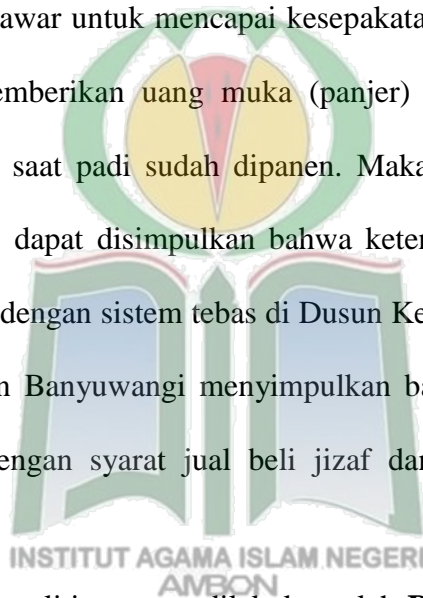 awar untuk mencapai kesepakata
emberikan uang muka (panjer)
saat padi sudah dipanen. Maka
dapat disimpulkan bahwa keter
dengan sistem tebas di Dusun Ke
n Banyuwangi menyimpulkan ba
engan syarat jual beli jizaf dar
INSTITUT AGAMA ISLAM NEGERI
AMBON